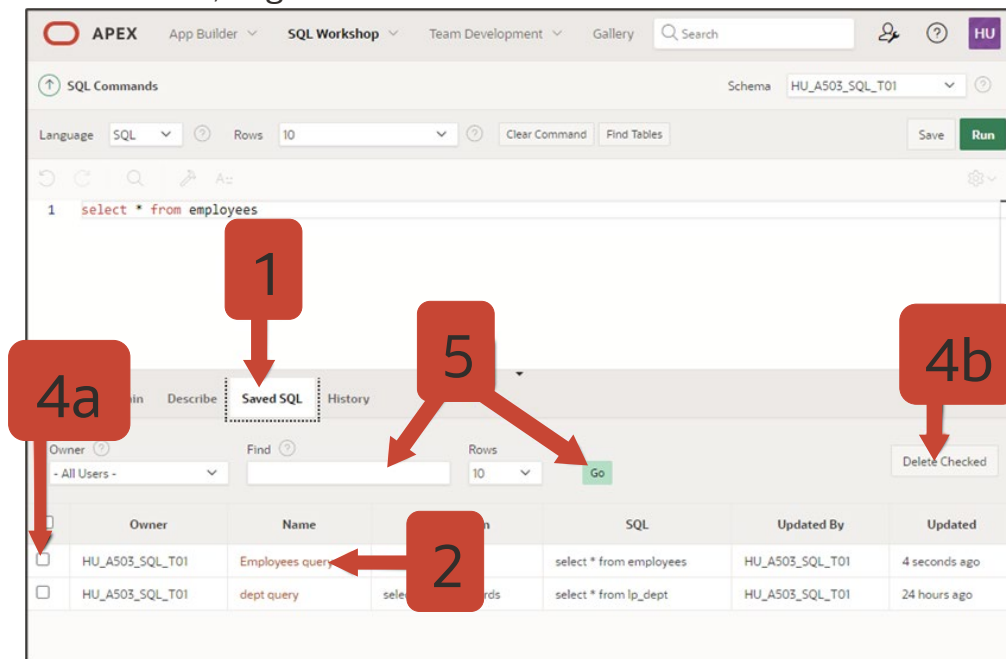 APEX App Builder SQL Workshop Team Development Gallery Search HU
SQL Commands Schema HU_A503_SQL_T01
Language SQL Rows 10 Clear Command Find Tables Save Run
1 select * from employees
1
5
4b
4a
Describe Saved SQL History
Owner Find Rows
- All Users - 10 Go Delete Checked
Owner Name SQL Updated By Updated
HU_A503_SQL_T01 Employees query select * from employees HU_A503_SQL_T01 4 seconds ago
2
HU_A503_SQL_T01 dept query select * from lp_dept HU_A503_SQL_T01 24 hours ago